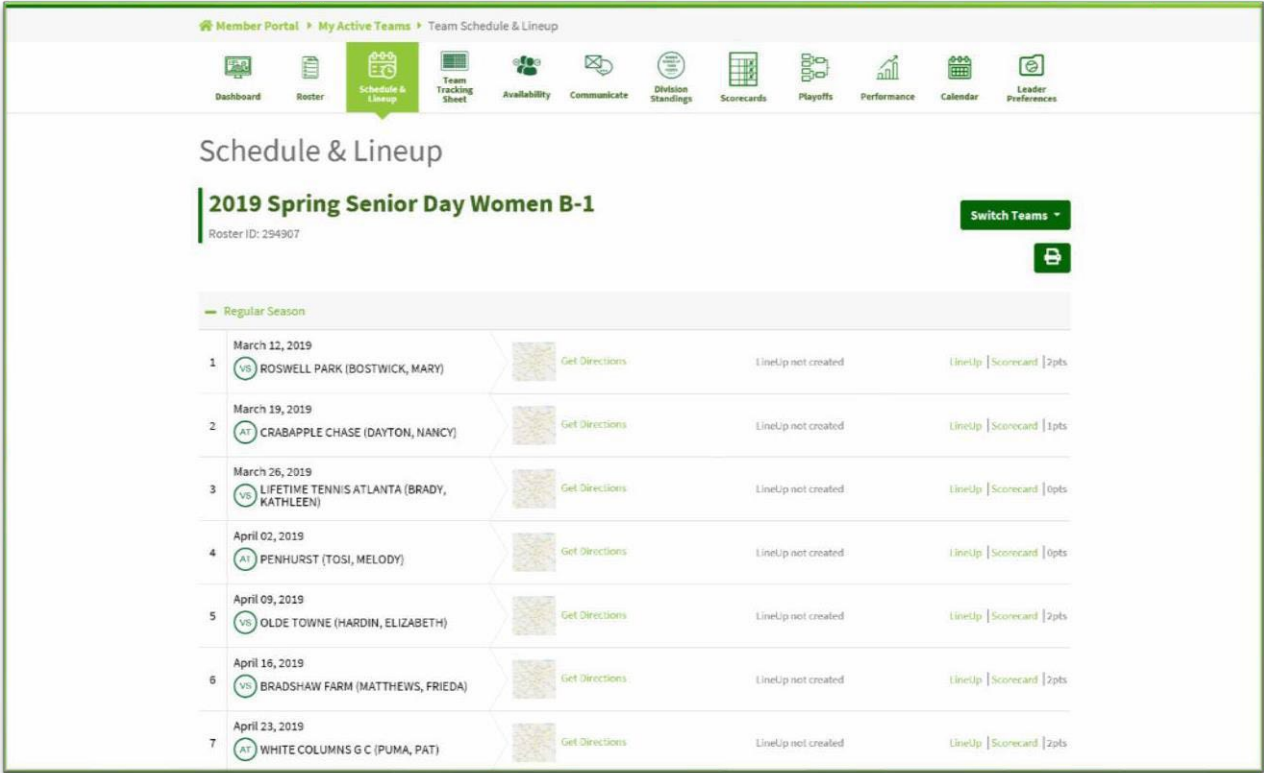 Member Portal My Active Teams Team Schedule & Lineup
Dashboard
Roster
Schedule & Lineup
Team Tracking Sheet
Availability
Communicate
Division Standings
Scorecards
Playoffs
Performance
Calendar
Leader Preferences
Schedule & Lineup
2019 Spring Senior Day Women B-1
Roster ID: 294907
Switch Teams
Regular Season
March 12, 2019
1 VS ROSWELL PARK (BOSTWICK, MARY) Get Directions LineUp not created LineUp | Scorecard | 2pts
March 19, 2019
2 AT CRABAPPLE CHASE (DAYTON, NANCY) Get Directions LineUp not created LineUp | Scorecard | 1pts
March 26, 2019
3 VS LIFETIME TENNIS ATLANTA (BRADY, Get Directions LineUp not created LineUp | Scorecard | 0pts
KATHLEEN)
April 02, 2019
4 AT PENHURST (TOSI, MELODY) Get Directions LineUp not created LineUp | Scorecard | 0pts
April 09, 2019
5 VS OLDE TOWNE (HARDIN, ELIZABETH) Get Directions LineUp not created LineUp | Scorecard | 2pts
April 16, 2019
6 VS BRADSHAW FARM (MATTHEWS, FRIEDA) Get Directions LineUp not created LineUp | Scorecard | 2pts
April 23, 2019
7 AT WHITE COLUMNS G C (PUMA, PAT) Get Directions LineUp not created LineUp | Scorecard | 2pts